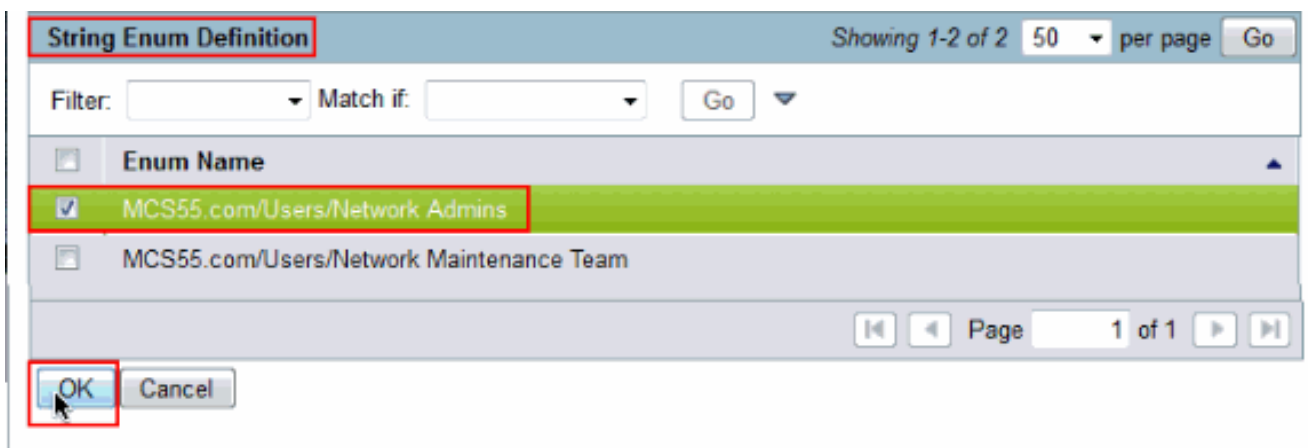 String Enum Definition Showing 1-2 of 2 50 per page Go
Filter: Match if: Go
Enum Name
MCS55.com/Users/Network Admins
MCS55.com/Users/Network Maintenance Team
Page 1 of 1
OK Cancel